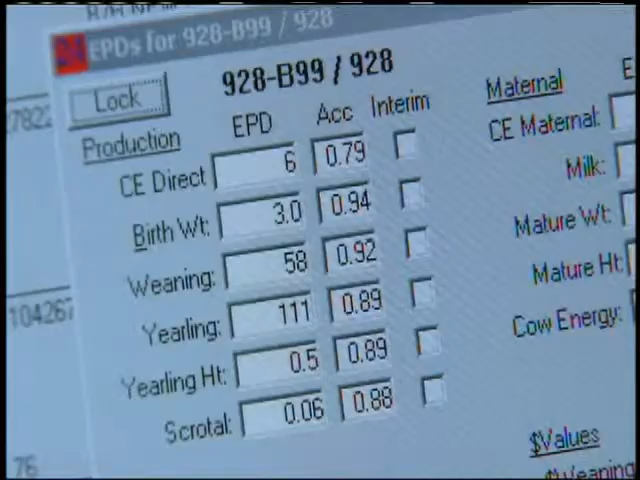 EPDs for 928-B99 / 928
Lock
928-B99 / 928
Production
EPD Acc Interim
Maternal
CE Direct 6 0.79
CE Maternal:
Birth Wt: 3.0 0.94
Milk:
Weaning: 58 0.92
Mature Wt:
Yearling: 111 0.89
Mature Ht:
Yearling Ht: 0.5 0.89
Cow Energy:
Scrotal: 0.06 0.88
$Values
104267
76